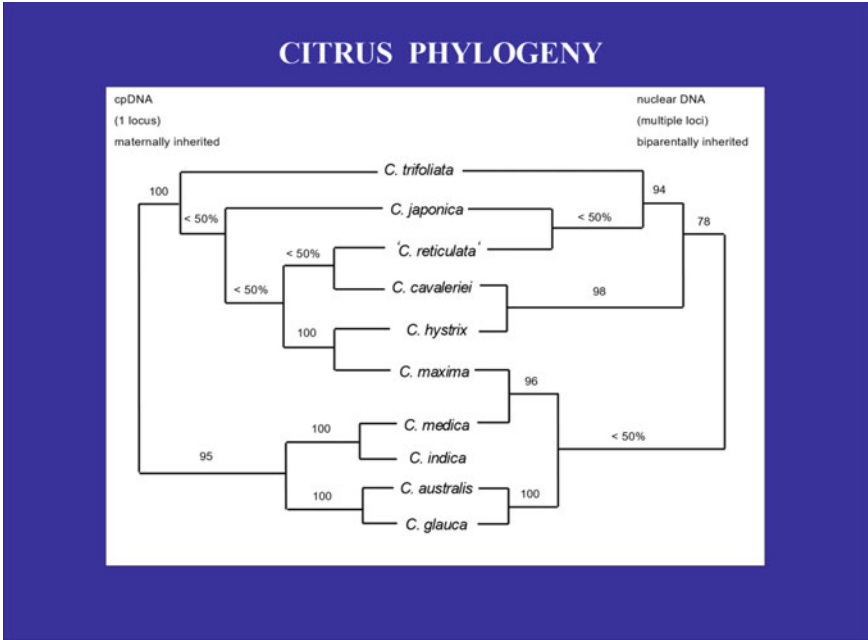 CITRUS PHYLOGENY
cpDNA
(1 locus)
maternally inherited
nuclear DNA
(multiple loci)
biparentally inherited
C. trifoliata
100
94
C. japonica
< 50%
< 50%
78
< 50%
'C. reticulata'
< 50%
C. cavaleriei
98
100
C. hystrix
C. maxima
96
100
C. medica
< 50%
95
C. indica
100
C. australis
100
C. glauca